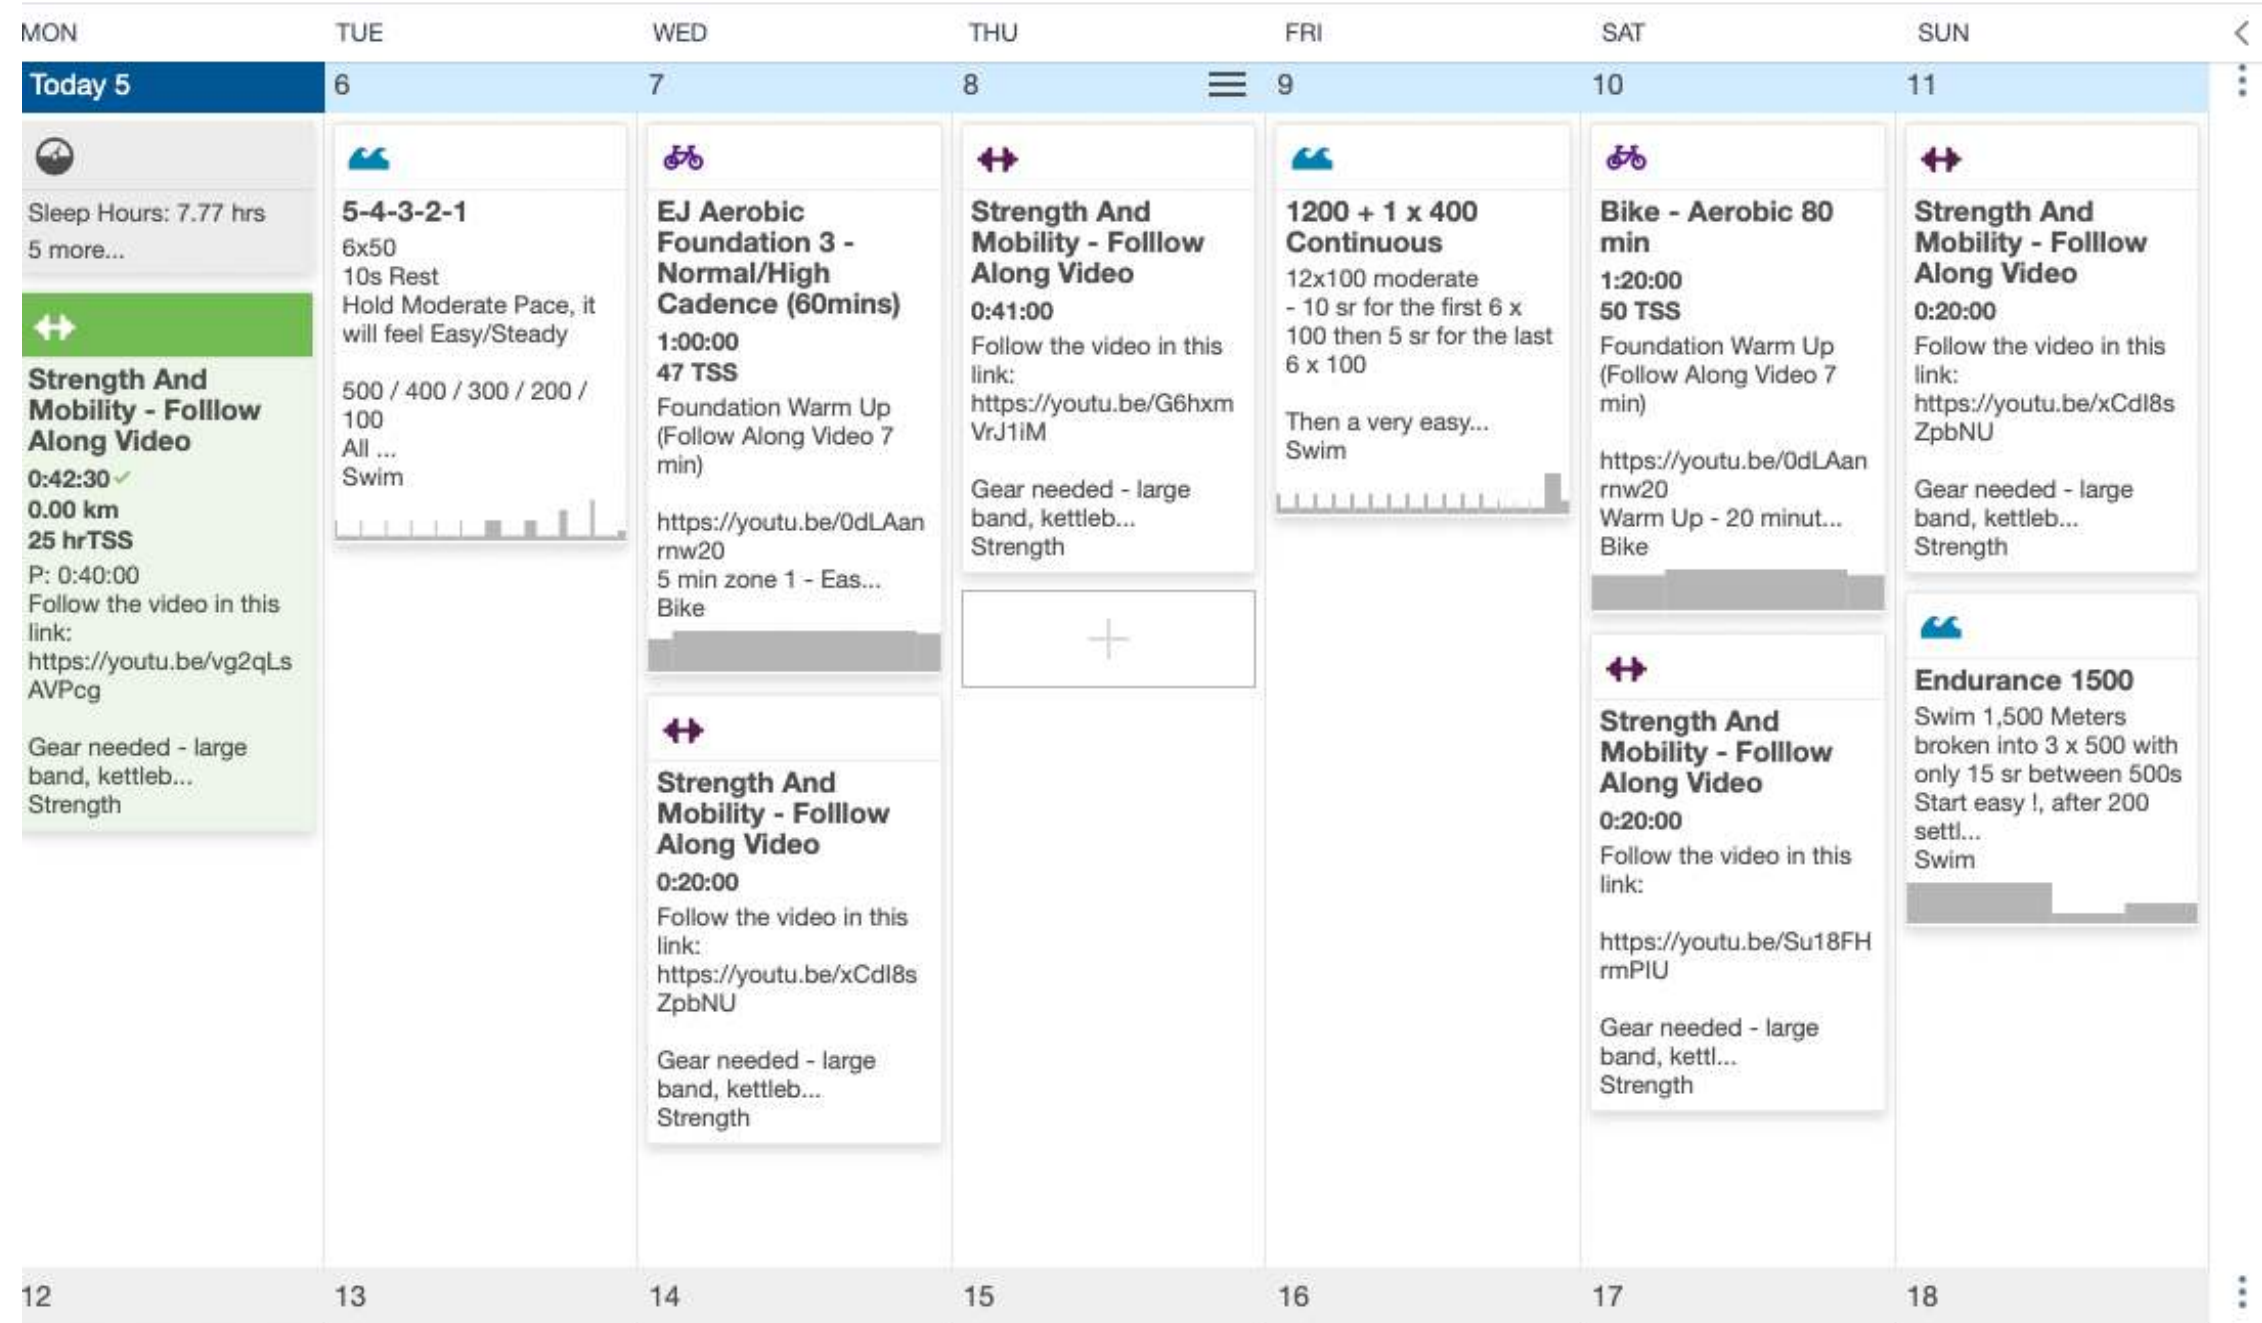 MON
TUE
WED
THU
FRI
SAT
SUN
Today 5
6
7
8
9
10
11
Sleep Hours: 7.77 hrs
5 more...
Strength And
Mobility - Folllow
Along Video
0:42:30
0.00 km
25 hrTSS
P: 0:40:00
Follow the video in this
link:
https://youtu.be/vg2qLs
AVPcg
Gear needed - large
band, kettleb...
Strength
5-4-3-2-1
6x50
10s Rest
Hold Moderate Pace, it
will feel Easy/Steady
500 / 400 / 300 / 200 /
100
All ...
Swim
EJ Aerobic
Foundation 3 -
Normal/High
Cadence (60mins)
1:00:00
47 TSS
Foundation Warm Up
(Follow Along Video 7
min)
https://youtu.be/0dLAan
rnw20
5 min zone 1 - Eas...
Bike
Strength And
Mobility - Folllow
Along Video
0:20:00
Follow the video in this
link:
https://youtu.be/xCdI8s
ZpbNU
Gear needed - large
band, kettleb...
Strength
Strength And
Mobility - Folllow
Along Video
0:41:00
Follow the video in this
link:
https://youtu.be/G6hxm
VrJ1iM
Gear needed - large
band, kettleb...
Strength
1200 + 1 x 400
Continuous
12x100 moderate
- 10 sr for the first 6 x
100 then 5 sr for the last
6 x 100
Then a very easy...
Swim
Bike - Aerobic 80
min
1:20:00
50 TSS
Foundation Warm Up
(Follow Along Video 7
min)
https://youtu.be/0dLAan
rnw20
Warm Up - 20 minut...
Bike
Strength And
Mobility - Folllow
Along Video
0:20:00
Follow the video in this
link:
https://youtu.be/Su18FH
rmPIU
Gear needed - large
band, kettl...
Strength
Strength And
Mobility - Folllow
Along Video
0:20:00
Follow the video in this
link:
https://youtu.be/xCdI8s
ZpbNU
Gear needed - large
band, kettleb...
Strength
Endurance 1500
Swim 1,500 Meters
broken into 3 x 500 with
only 15 sr between 500s
Start easy !, after 200
settl...
Swim
12
13
14
15
16
17
18